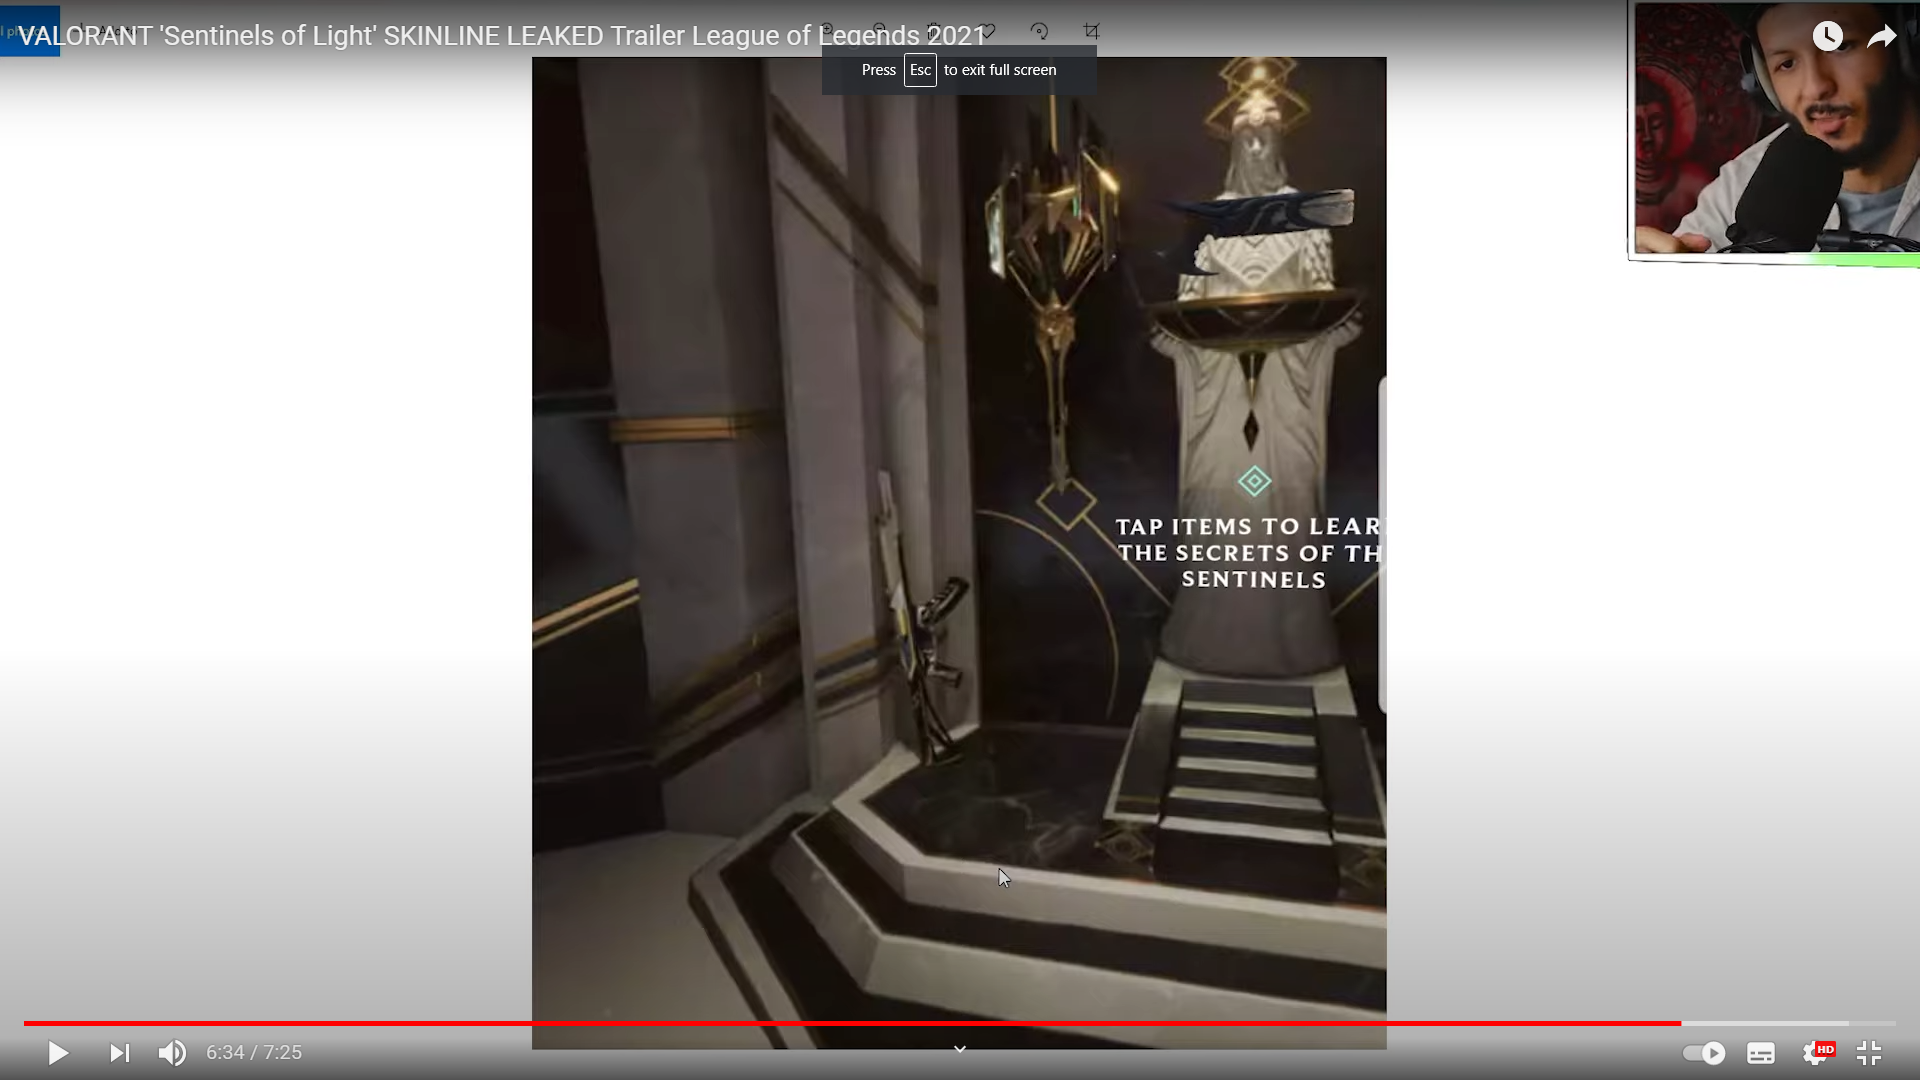 VALORANT 'Sentinels of Light' SKINLINE LEAKED Trailer League of Legends 2021
Press Esc to exit full screen
TAP ITEMS TO LEAR
THE SECRETS OF TH
SENTINELS
6:34 / 7:25
HD